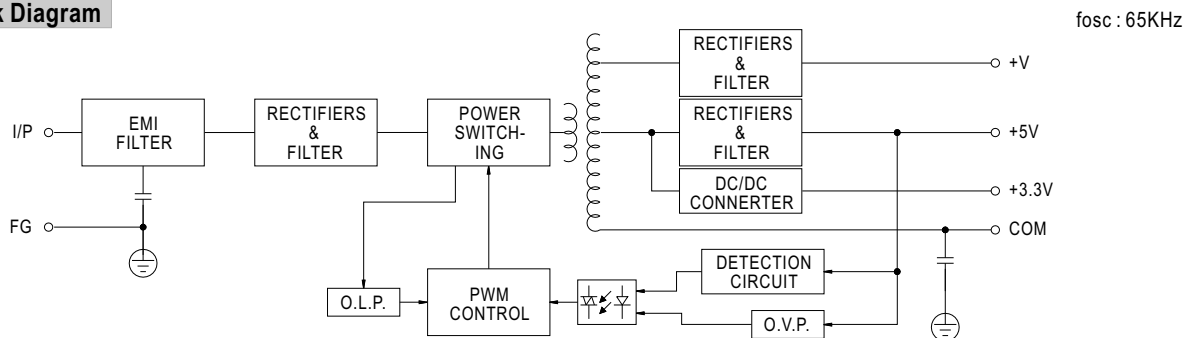 k Diagram
fosc : 65KHz
RECTIFIERS
&
FILTER
+V
I/P
EMI
FILTER
RECTIFIERS
&
FILTER
POWER
SWITCH-
ING
RECTIFIERS
&
FILTER
+5V
DC/DC
CONNERTER
+3.3V
FG
COM
DETECTION
CIRCUIT
O.L.P.
PWM
CONTROL
O.V.P.